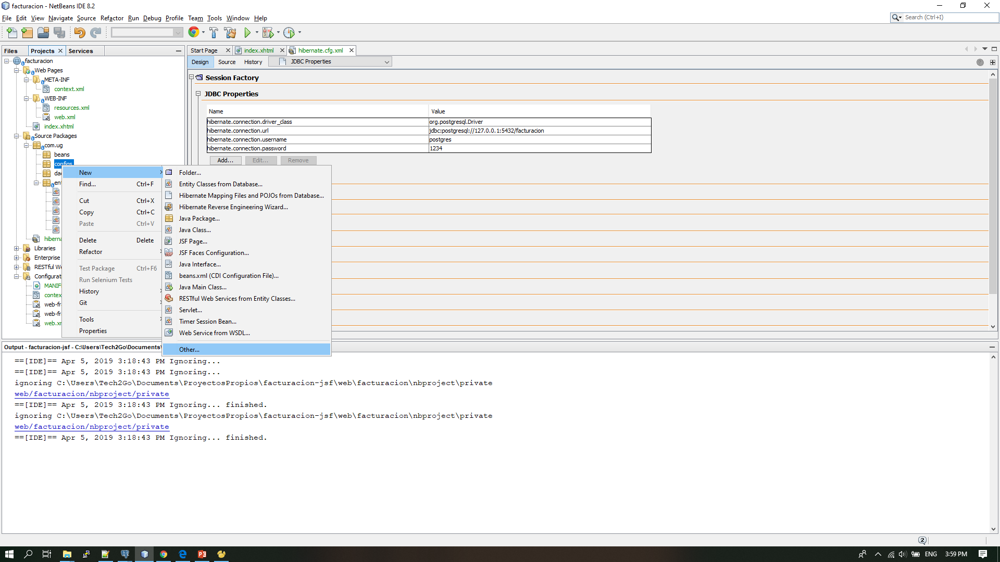 facturacion - NetBeans IDE 8.2
File Edit View Navigate Source Refactor Run Debug Profile Team Tools Window Help
Search (Ctrl+I)
Files Projects Services
Start Page index.xhtml hibernate.cfg.xml
Design Source History JDBC Properties
facturacion
Web Pages
META-INF
context.xml
WEB-INF
resources.xml
web.xml
index.xhtml
Source Packages
com.ug
beans
configs
dao
ent
hiberna
Libraries
Enterprise
RESTful We
Configurat
MANIF
contex
web-fr
web-fr
web.xm
Session Factory
JDBC Properties
Name Value
hibernate.connection.driver_class org.postgresql.Driver
hibernate.connection.url jdbc:postgresql://127.0.0.1:5432/facturacion
hibernate.connection.username postgres
hibernate.connection.password 1234
Add... Edit... Remove
New
Find... Ctrl+F
Cut Ctrl+X
Copy Ctrl+C
Paste Ctrl+V
Delete Delete
Refactor
Test Package Ctrl+F6
Run Selenium Tests
History
Git
Tools
Properties
Folder...
Entity Classes from Database...
Hibernate Mapping Files and POJOs from Database...
Hibernate Reverse Engineering Wizard...
Java Package...
Java Class...
JSF Page...
JSF Faces Configuration...
Java Interface...
beans.xml (CDI Configuration File)...
Java Main Class...
RESTful Web Services from Entity Classes...
Servlet...
Timer Session Bean...
Web Service from WSDL...
Other...
Output - facturacion-jsf - C:\Users\Tech2Go\Documents\
==[IDE]== Apr 5, 2019 3:18:43 PM Ignoring...
==[IDE]== Apr 5, 2019 3:18:43 PM Ignoring...
ignoring C:\Users\Tech2Go\Documents\ProyectosPropios\facturacion-jsf\web\facturacion\nbproject\private
web/facturacion/nbproject/private
==[IDE]== Apr 5, 2019 3:18:43 PM Ignoring... finished.
ignoring C:\Users\Tech2Go\Documents\ProyectosPropios\facturacion-jsf\web\facturacion\nbproject\private
web/facturacion/nbproject/private
==[IDE]== Apr 5, 2019 3:18:43 PM Ignoring... finished.
2
ENG 3:59 PM